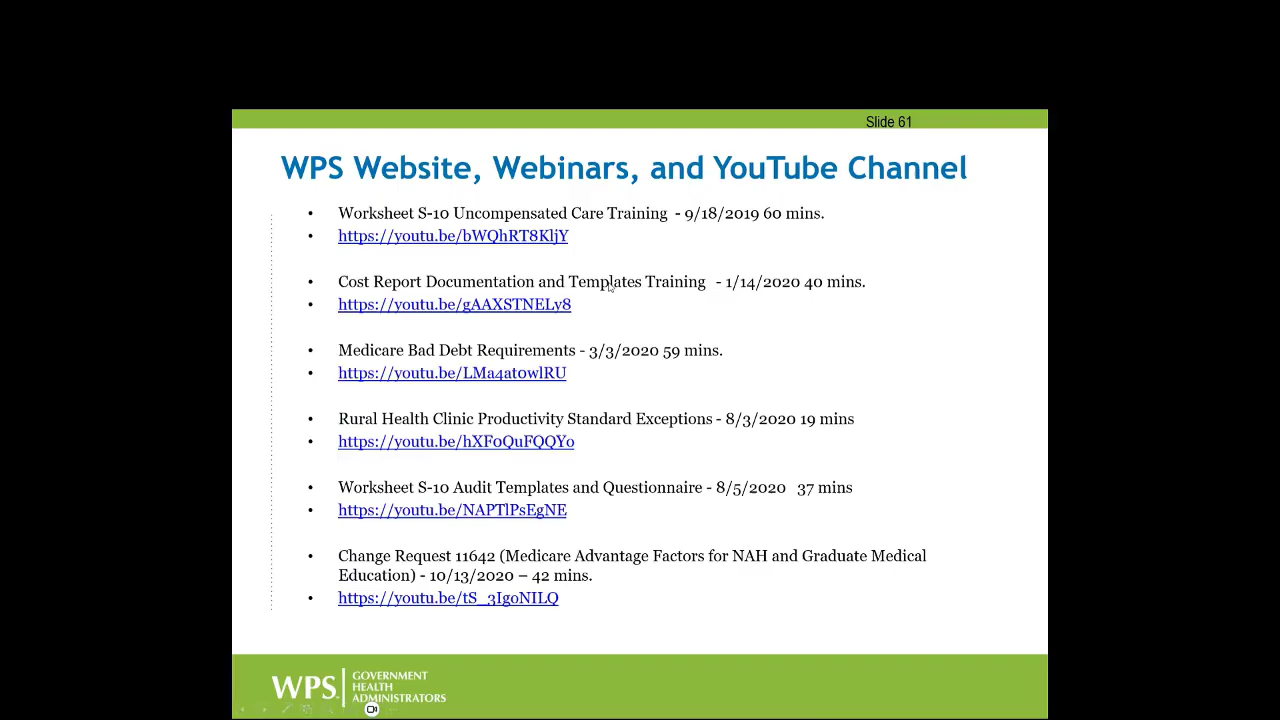 Slide 61
WPS Website, Webinars, and YouTube Channel
• Worksheet S-10 Uncompensated Care Training - 9/18/2019 60 mins.
• https://youtu.be/bWQhRT8KljY
• Cost Report Documentation and Templates Training - 1/14/2020 40 mins.
• https://youtu.be/gAAXSTNELy8
• Medicare Bad Debt Requirements - 3/3/2020 59 mins.
• https://youtu.be/LMa4at0wlRU
• Rural Health Clinic Productivity Standard Exceptions - 8/3/2020 19 mins
• https://youtu.be/hXF0QuFQQYo
• Worksheet S-10 Audit Templates and Questionnaire - 8/5/2020 37 mins
• https://youtu.be/NAPTlPsEgNE
• Change Request 11642 (Medicare Advantage Factors for NAH and Graduate Medical
Education) - 10/13/2020 – 42 mins.
• https://youtu.be/tS_3IgoNILQ
WPS
GOVERNMENT
HEALTH
ADMINISTRATORS